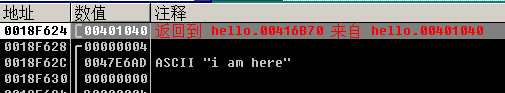 地址 数值 注释
0018F624 00401040 返回到 hello.00416B70 来自 hello.00401040
0018F628 00000004
0018F62C 0047E6AD ASCII "i am here"
0018F630 00000000